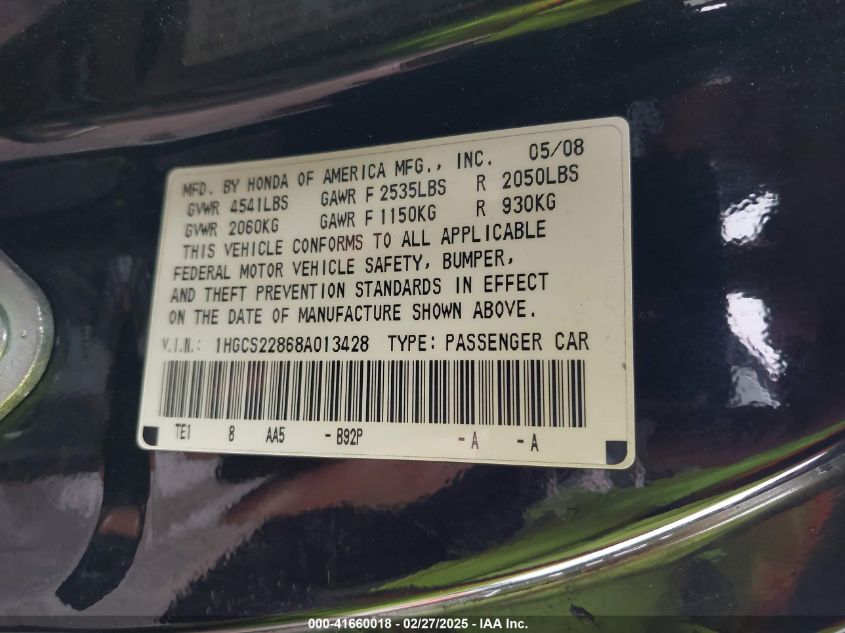 MFD. BY HONDA OF AMERICA MFG., INC. 05/08
GVWR 4541LBS GAWR F 2535LBS R 2050LBS
GVWR 2060KG GAWR F 1150KG R 930KG
THIS VEHICLE CONFORMS TO ALL APPLICABLE
FEDERAL MOTOR VEHICLE SAFETY, BUMPER,
AND THEFT PREVENTION STANDARDS IN EFFECT
ON THE DATE OF MANUFACTURE SHOWN ABOVE.
V.I.N.: 1HGCS22868A013428 TYPE: PASSENGER CAR
TE1 8 AA5 -B92P -A -A
000-41660018 - 02/27/2025 - IAA Inc.